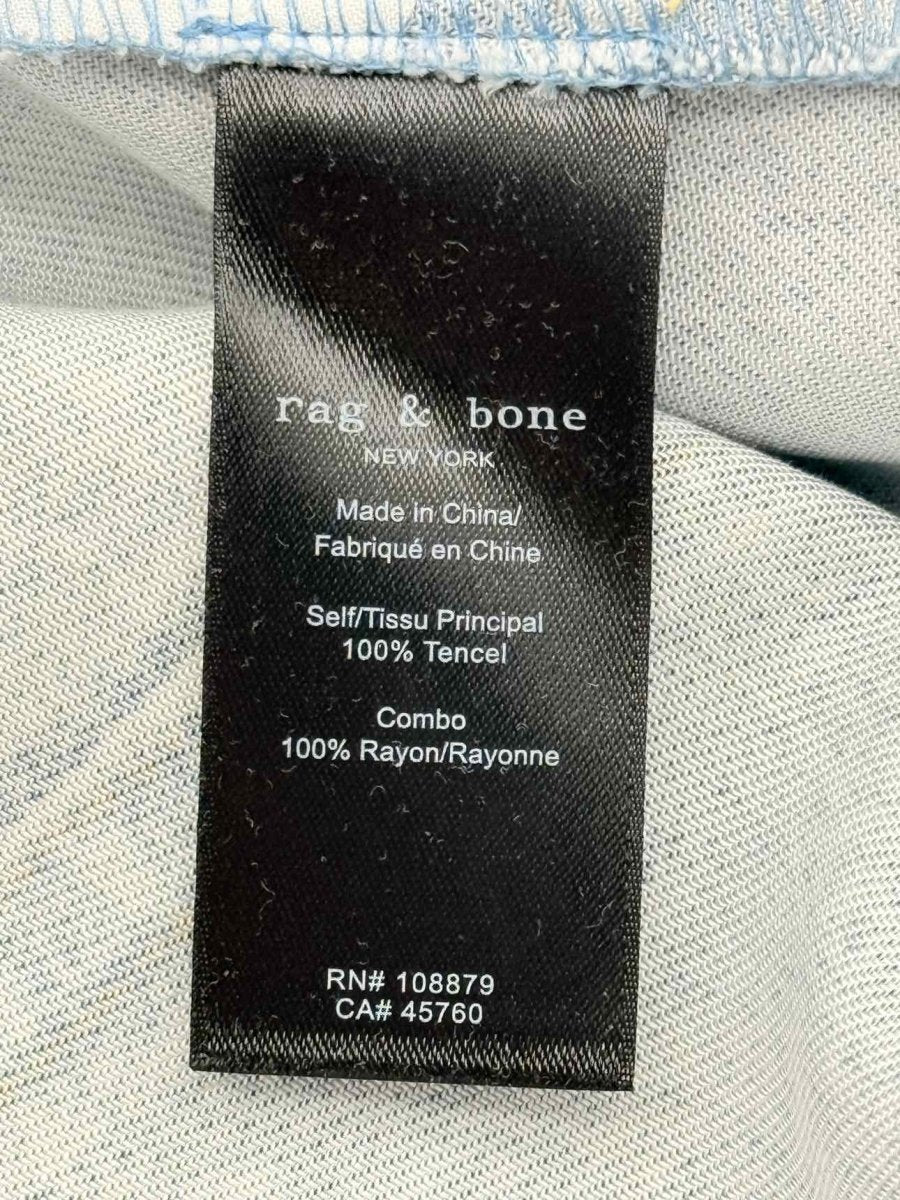 rag & bone
NEW YORK
Made in China/
Fabriqué en Chine
Self/Tissu Principal
100% Tencel
Combo
100% Rayon/Rayonne
RN# 108879
CA# 45760